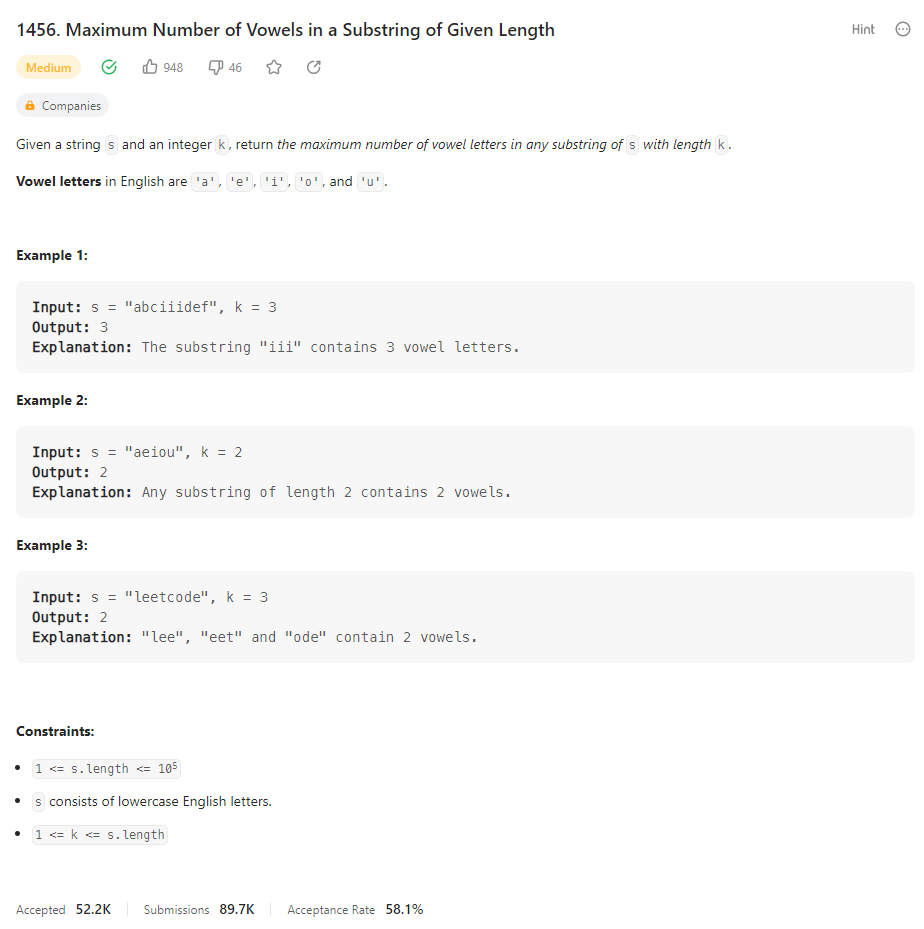 1456. Maximum Number of Vowels in a Substring of Given Length Hint
Medium 948 46
Companies
Given a string s and an integer k, return the maximum number of vowel letters in any substring of s with length k.
Vowel letters in English are 'a', 'e', 'i', 'o', and 'u'.
Example 1:
Input: s = "abciiidef", k = 3
Output: 3
Explanation: The substring "iii" contains 3 vowel letters.
Example 2:
Input: s = "aeiou", k = 2
Output: 2
Explanation: Any substring of length 2 contains 2 vowels.
Example 3:
Input: s = "leetcode", k = 3
Output: 2
Explanation: "lee", "eet" and "ode" contain 2 vowels.
Constraints:
• 1 <= s.length <= 10⁵
• s consists of lowercase English letters.
• 1 <= k <= s.length
Accepted 52.2K Submissions 89.7K Acceptance Rate 58.1%